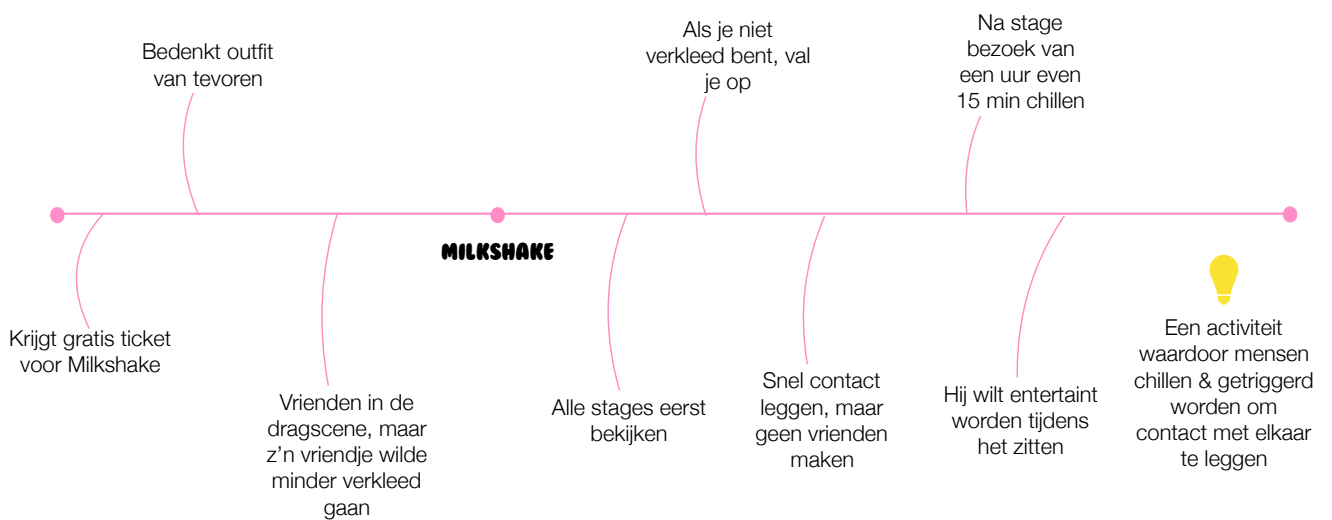 Bedenkt outfit
van tevoren
Als je niet
verkleed bent, val
je op
Na stage
bezoek van
een uur even
15 min chillen
MILKSHAKE
Krijgt gratis ticket
voor Milkshake
Vrienden in de
dragscene, maar
z'n vriendje wilde
minder verkleed
gaan
Alle stages eerst
bekijken
Snel contact
leggen, maar
geen vrienden
maken
Hij wilt entertaint
worden tijdens
het zitten
Een activiteit
waardoor mensen
chillen & getriggerd
worden om
contact met elkaar
te leggen